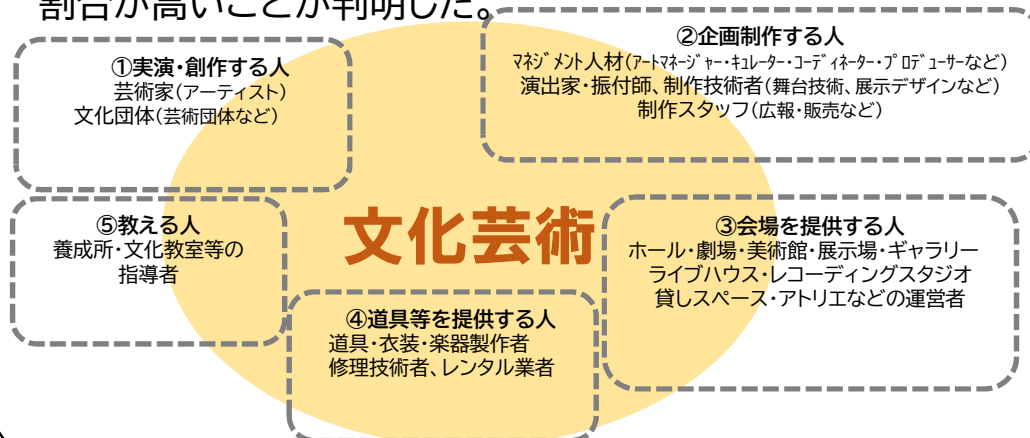 割合が高いことが判明した。
①実演・創作する人
芸術家(アーティスト)
文化団体(芸術団体など)
②企画制作する人
ﾏﾈｼﾞﾒﾝﾄ人材(ｱｰﾄﾏﾈｰｼﾞｬｰ・ｷｭﾚｰﾀｰ・ｺｰﾃﾞｨﾈｰﾀｰ・ﾌﾟﾛﾃﾞｭｰｻｰなど)
演出家・振付師、制作技術者(舞台技術、展示デザインなど)
制作スタッフ(広報・販売など)
文化芸術
⑤教える人
養成所・文化教室等の
指導者
③会場を提供する人
ホール・劇場・美術館・展示場・ギャラリー
ライブハウス・レコーディングスタジオ
貸しスペース・アトリエなどの運営者
④道具等を提供する人
道具・衣装・楽器製作者
修理技術者、レンタル業者